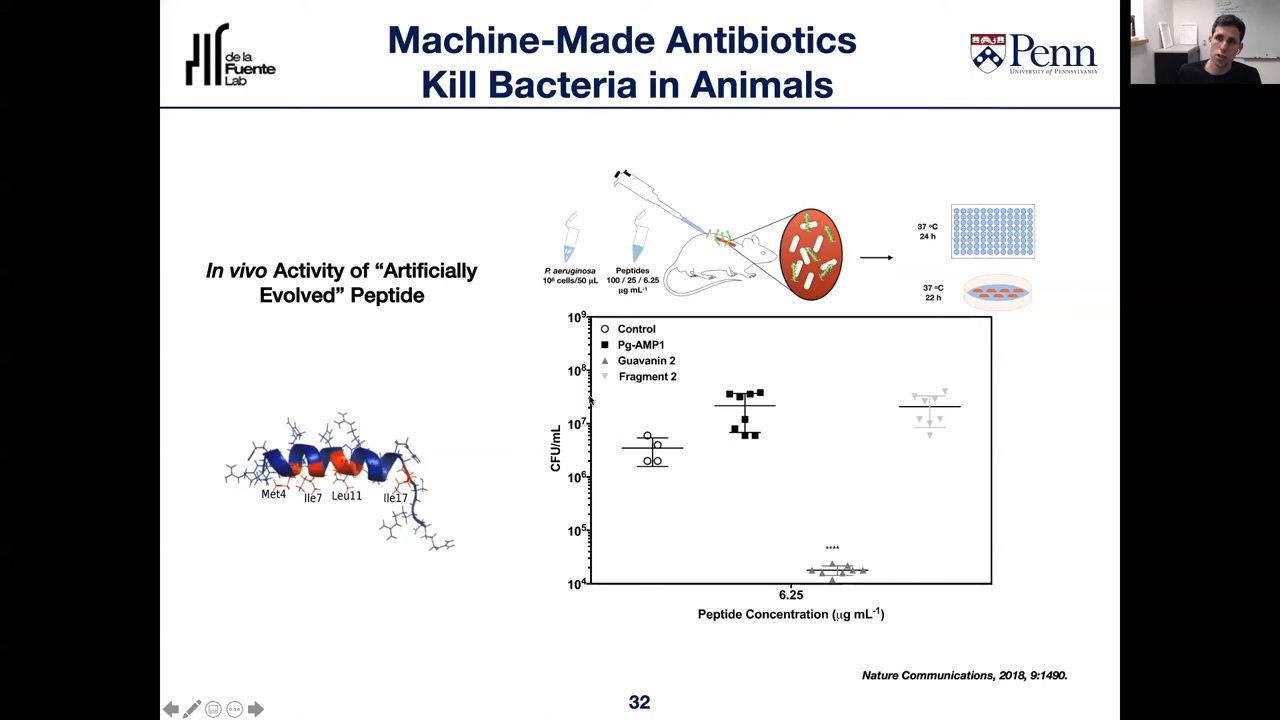 de la
Fuente
Lab
Machine-Made Antibiotics
Kill Bacteria in Animals
Penn
UNIVERSITY of PENNSYLVANIA
In vivo Activity of “Artificially
Evolved” Peptide
P. aeruginosa
10⁶ cells/50 µL
Peptides
100 / 25 / 6.25
µg mL⁻¹
37 ºC
24 h
37 ºC
22 h
Control
Pg-AMP1
Guavanin 2
Fragment 2
10⁹
10⁸
10⁷
10⁶
10⁵
10⁴
CFU/mL
****
6.25
Peptide Concentration (µg mL⁻¹)
Met4
Ile7
Leu11
Ile17
Nature Communications, 2018, 9:1490.
32